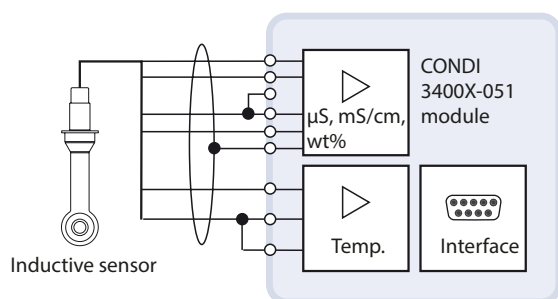 CONDI
3400X-051
module
µS, mS/cm,
wt%
Temp.
Interface
Inductive sensor